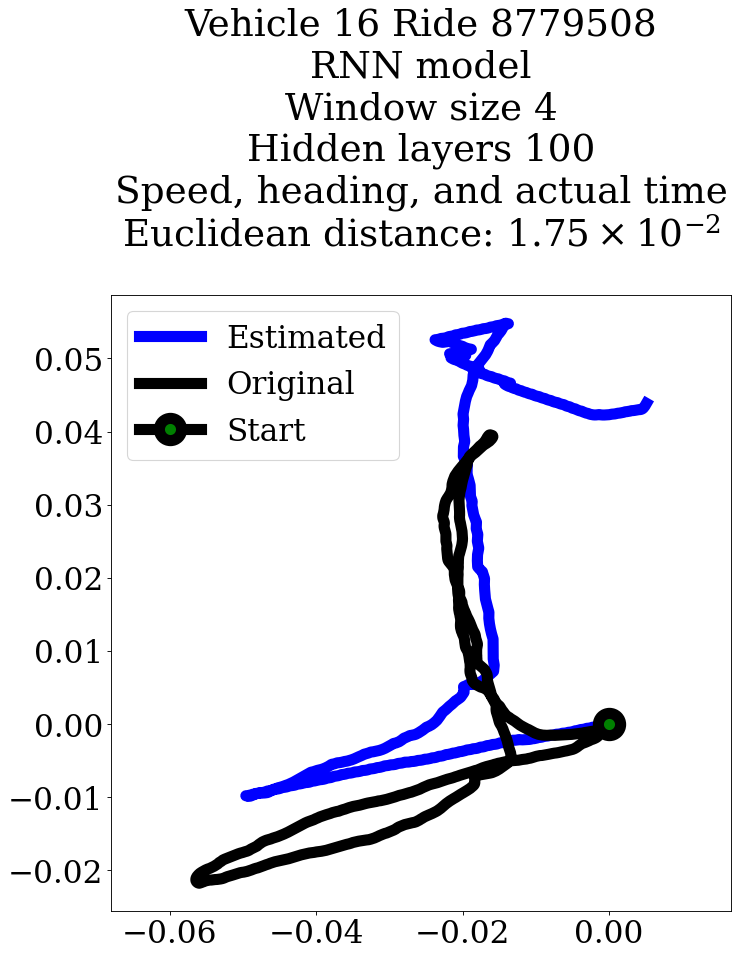 Vehicle 16 Ride 8779508
RNN model
Window size 4
Hidden layers 100
Speed, heading, and actual time
Euclidean distance: 1.75 × 10⁻²
Estimated
Original
Start
0.05
0.04
0.03
0.02
0.01
0.00
−0.01
−0.02
−0.06 −0.04 −0.02 0.00